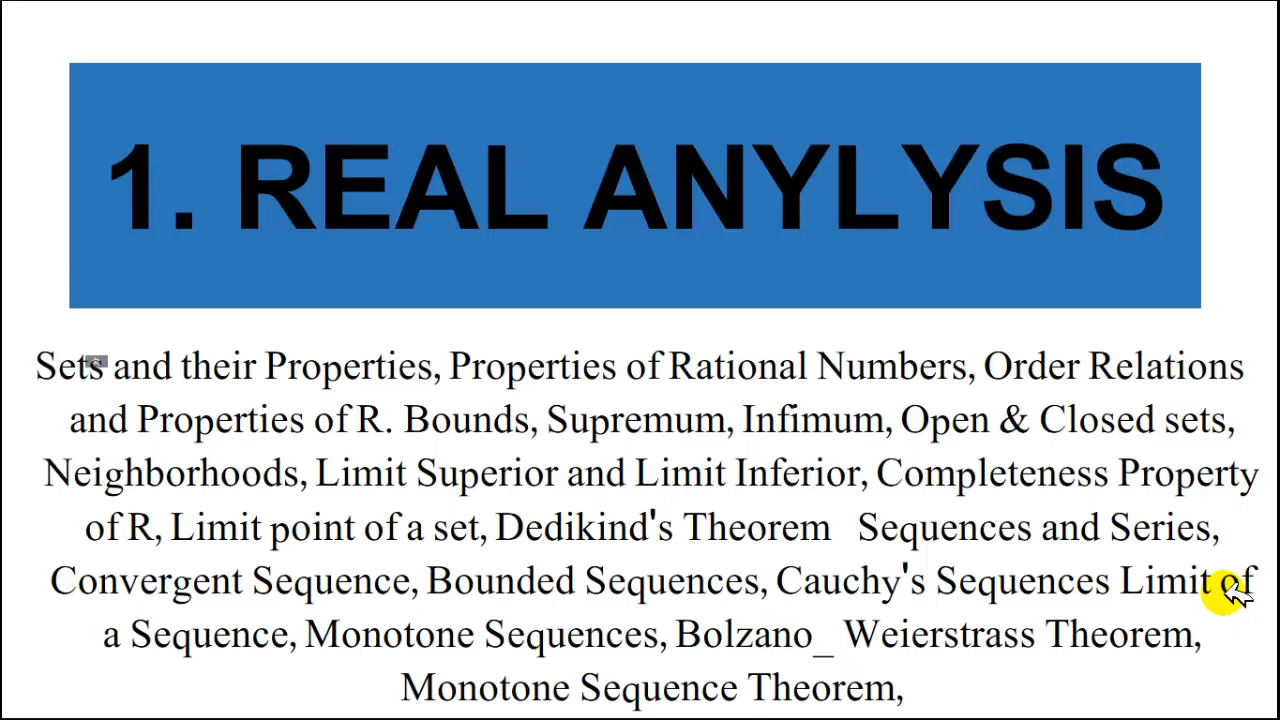 1. REAL ANYLYSIS
Sets and their Properties, Properties of Rational Numbers, Order Relations
and Properties of R. Bounds, Supremum, Infimum, Open & Closed sets,
Neighborhoods, Limit Superior and Limit Inferior, Completeness Property
of R, Limit point of a set, Dedikind's Theorem Sequences and Series,
Convergent Sequence, Bounded Sequences, Cauchy's Sequences Limit of
a Sequence, Monotone Sequences, Bolzano_ Weierstrass Theorem,
Monotone Sequence Theorem,